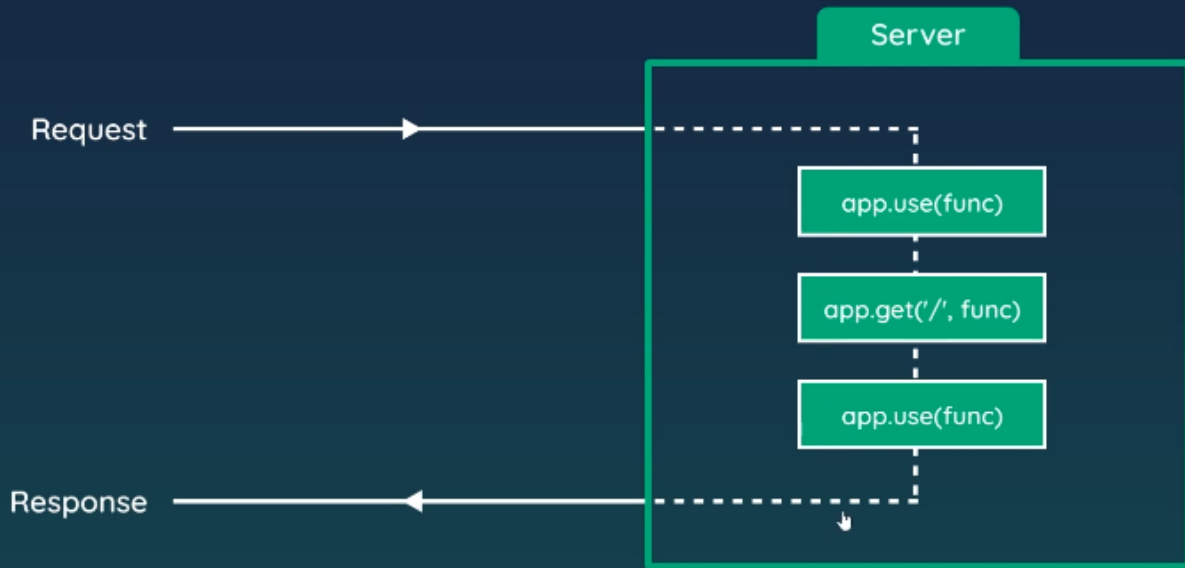 Server
Request
app.use(func)
app.get('/', func)
app.use(func)
Response